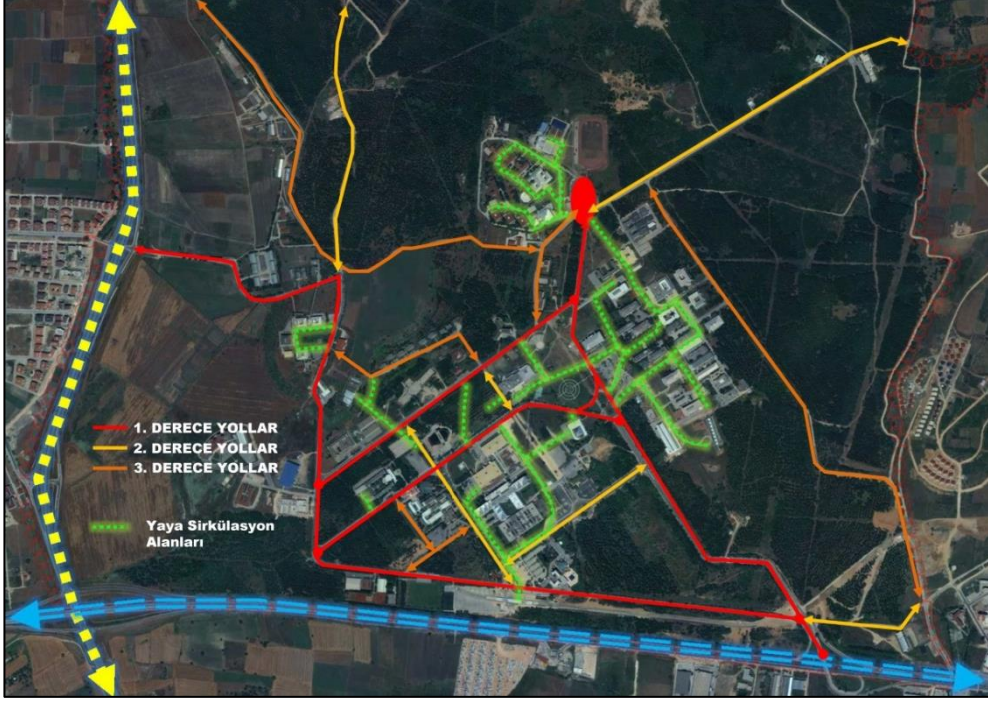 1. DERECE YOLLAR
2. DERECE YOLLAR
3. DERECE YOLLAR
Yaya Sirkülasyon
Alanları